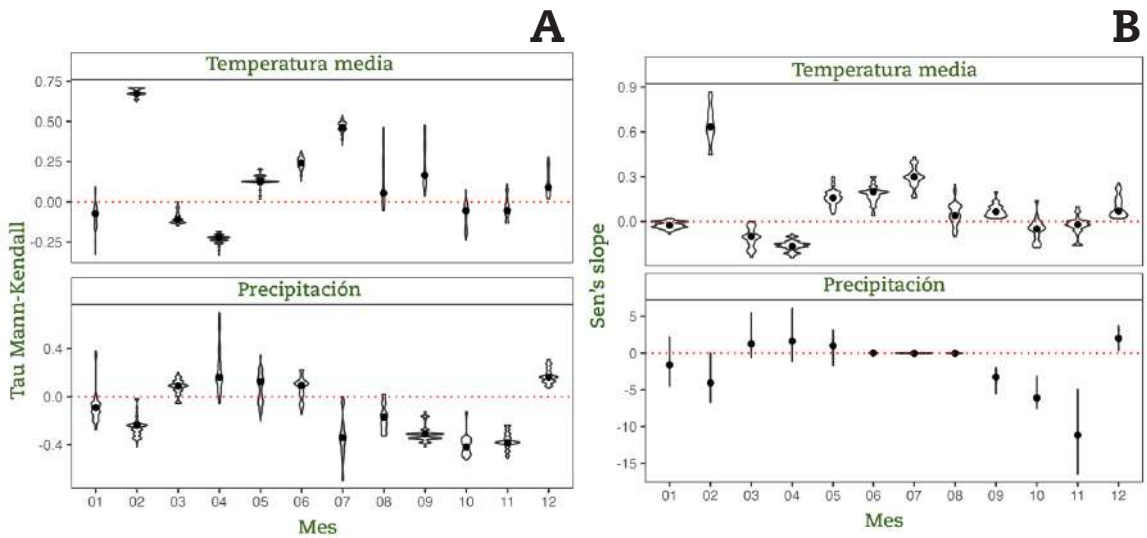 A
Temperatura media
0.75
0.50
0.25
0.00
-0.25
Precipitación
0.4
0.0
-0.4
01 02 03 04 05 06 07 08 09 10 11 12
Mes
Tau Mann-Kendall
B
Temperatura media
0.9
0.6
0.3
0.0
Precipitación
5
0
-5
-10
-15
01 02 03 04 05 06 07 08 09 10 11 12
Mes
Sen's slope